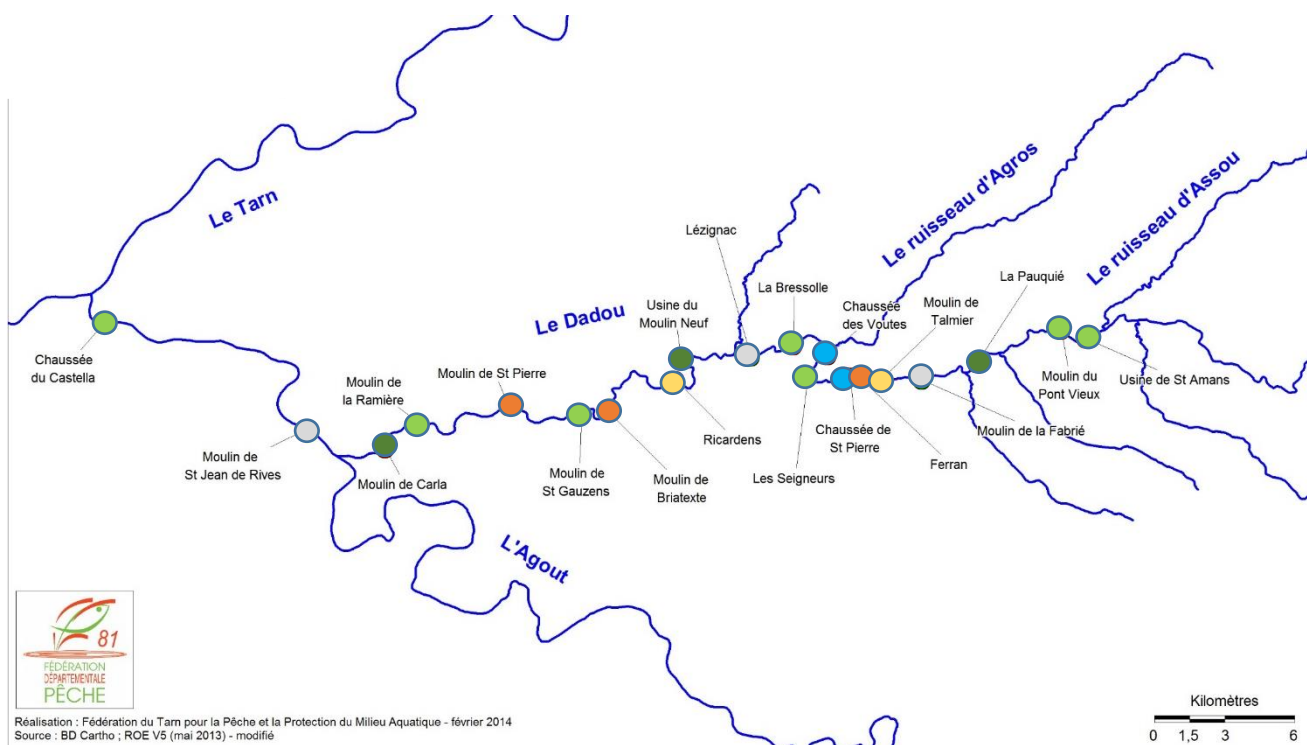 Le Tarn
Le ruisseau d'Agros
Le ruisseau d'Assou
Lézignac
La Pauquié
La Bressolle
Chaussée
des Voutes
Moulin de
Talmier
Usine du
Moulin Neuf
Le Dadou
Chaussée
du Castella
Moulin de
la Ramière
Moulin de St Pierre
Moulin du
Pont Vieux
Usine de St Amans
Moulin de
St Jean de Rives
Moulin de Carla
Moulin de
St Gauzens
Moulin de
Briatexte
Ricardens
Les Seigneurs
Chaussée de
St Pierre
Ferran
Moulin de la Fabrié
L'Agout
81
FÉDÉRATION
DÉPARTEMENTALE
PÊCHE
Réalisation : Fédération du Tarn pour la Pêche et la Protection du Milieu Aquatique - février 2014
Source : BD Cartho ; ROE V5 (mai 2013) - modifié
Kilomètres
0 1,5 3 6